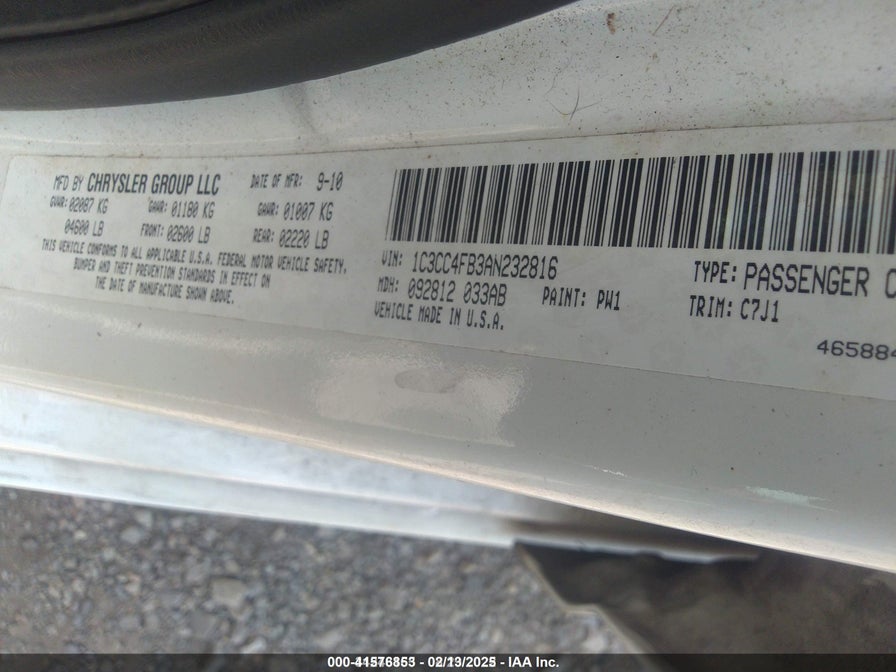 MFD BY CHRYSLER GROUP LLC DATE OF MFR: 9-10
GVWR: 02087 KG GAWR: 01180 KG GAWR: 01007 KG
04600 LB FRONT: 02600 LB REAR: 02220 LB
THIS VEHICLE CONFORMS TO ALL APPLICABLE U.S.A. FEDERAL MOTOR VEHICLE SAFETY,
BUMPER AND THEFT PREVENTION STANDARDS IN EFFECT ON
THE DATE OF MANUFACTURE SHOWN ABOVE.
VIN: 1C3CC4FB3AN232816 TYPE: PASSENGER C
MDH: 092812 033AB PAINT: PW1 TRIM: C7J1
VEHICLE MADE IN U.S.A.
46588
000-41576853 - 02/13/2025 - IAA Inc.